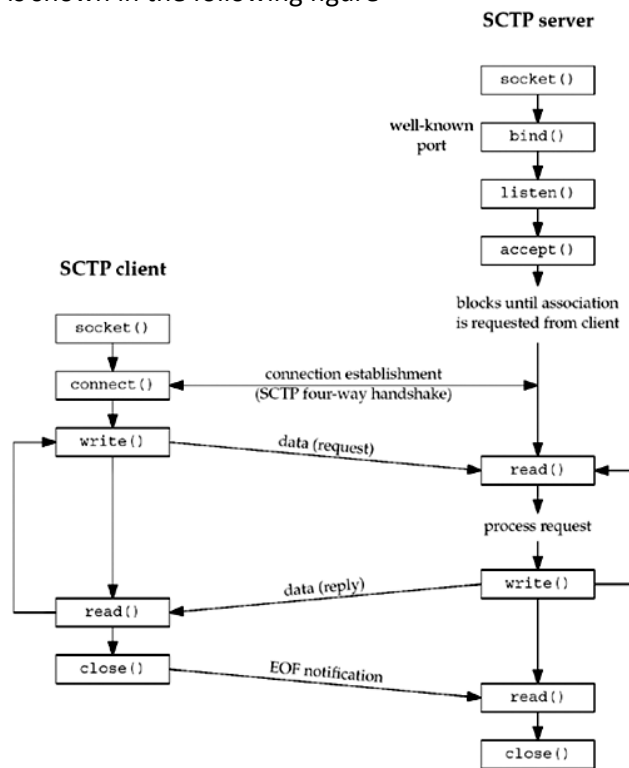 is shown in the following figure
SCTP server
socket()
well-known
port
bind()
listen()
accept()
SCTP client
blocks until association
is requested from client
socket()
connection establishment
(SCTP four-way handshake)
connect()
write()
data (request)
read()
process request
data (reply)
write()
read()
close()
EOF notification
read()
close()